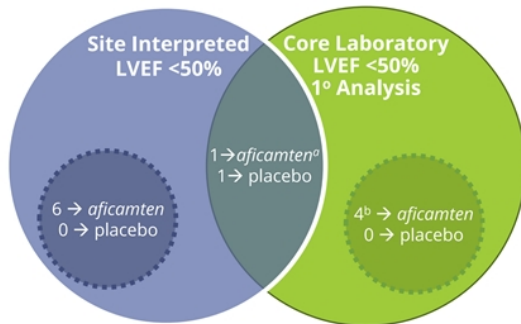 Site Interpreted
LVEF <50%
Core Laboratory
LVEF <50%
1º Analysis
1→aficamtenᵃ
1→ placebo
6 → aficamten
0 → placebo
4ᵇ → aficamten
0 → placebo